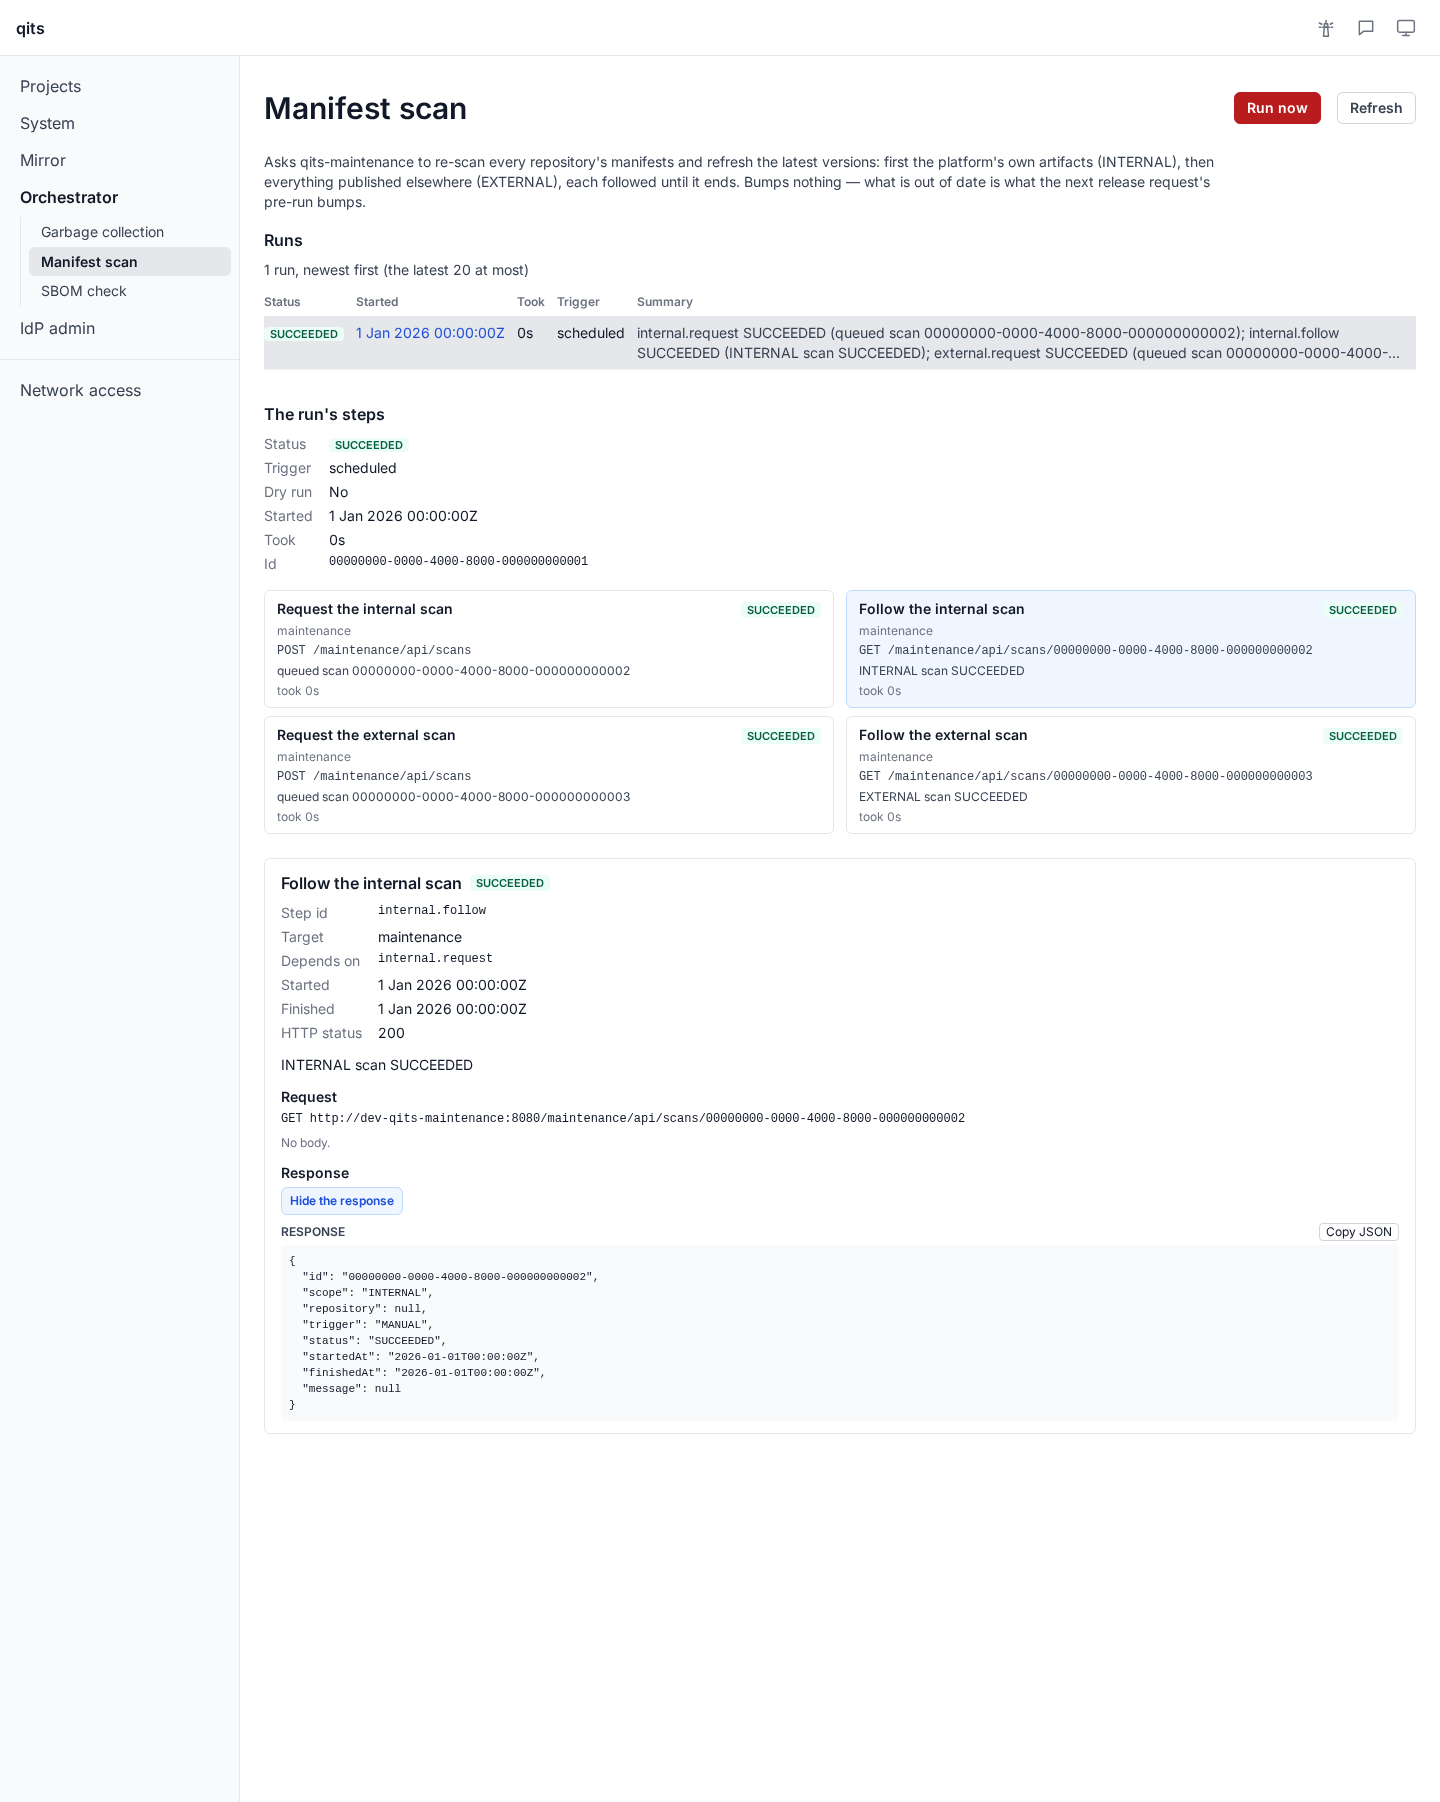 qits
Projects
System
Mirror
Orchestrator
Garbage collection
Manifest scan
SBOM check
IdP admin
Network access
Manifest scan
Run now
Refresh
Asks qits-maintenance to re-scan every repository's manifests and refresh the latest versions: first the platform's own artifacts (INTERNAL), then
everything published elsewhere (EXTERNAL), each followed until it ends. Bumps nothing — what is out of date is what the next release request's
pre-run bumps.
Runs
1 run, newest first (the latest 20 at most)
Status Started Took Trigger Summary
SUCCEEDED 1 Jan 2026 00:00:00Z 0s scheduled internal.request SUCCEEDED (queued scan 00000000-0000-4000-8000-000000000002); internal.follow
SUCCEEDED (INTERNAL scan SUCCEEDED); external.request SUCCEEDED (queued scan 00000000-0000-4000-...
The run's steps
Status SUCCEEDED
Trigger scheduled
Dry run No
Started 1 Jan 2026 00:00:00Z
Took 0s
Id 00000000-0000-4000-8000-000000000001
Request the internal scan SUCCEEDED
maintenance
POST /maintenance/api/scans
queued scan 00000000-0000-4000-8000-000000000002
took 0s
Follow the internal scan SUCCEEDED
maintenance
GET /maintenance/api/scans/00000000-0000-4000-8000-000000000002
INTERNAL scan SUCCEEDED
took 0s
Request the external scan SUCCEEDED
maintenance
POST /maintenance/api/scans
queued scan 00000000-0000-4000-8000-000000000003
took 0s
Follow the external scan SUCCEEDED
maintenance
GET /maintenance/api/scans/00000000-0000-4000-8000-000000000003
EXTERNAL scan SUCCEEDED
took 0s
Follow the internal scan SUCCEEDED
Step id internal.follow
Target maintenance
Depends on internal.request
Started 1 Jan 2026 00:00:00Z
Finished 1 Jan 2026 00:00:00Z
HTTP status 200
INTERNAL scan SUCCEEDED
Request
GET http://dev-qits-maintenance:8080/maintenance/api/scans/00000000-0000-4000-8000-000000000002
No body.
Response
Hide the response
RESPONSE Copy JSON
{
"id": "00000000-0000-4000-8000-000000000002",
"scope": "INTERNAL",
"repository": null,
"trigger": "MANUAL",
"status": "SUCCEEDED",
"startedAt": "2026-01-01T00:00:00Z",
"finishedAt": "2026-01-01T00:00:00Z",
"message": null
}